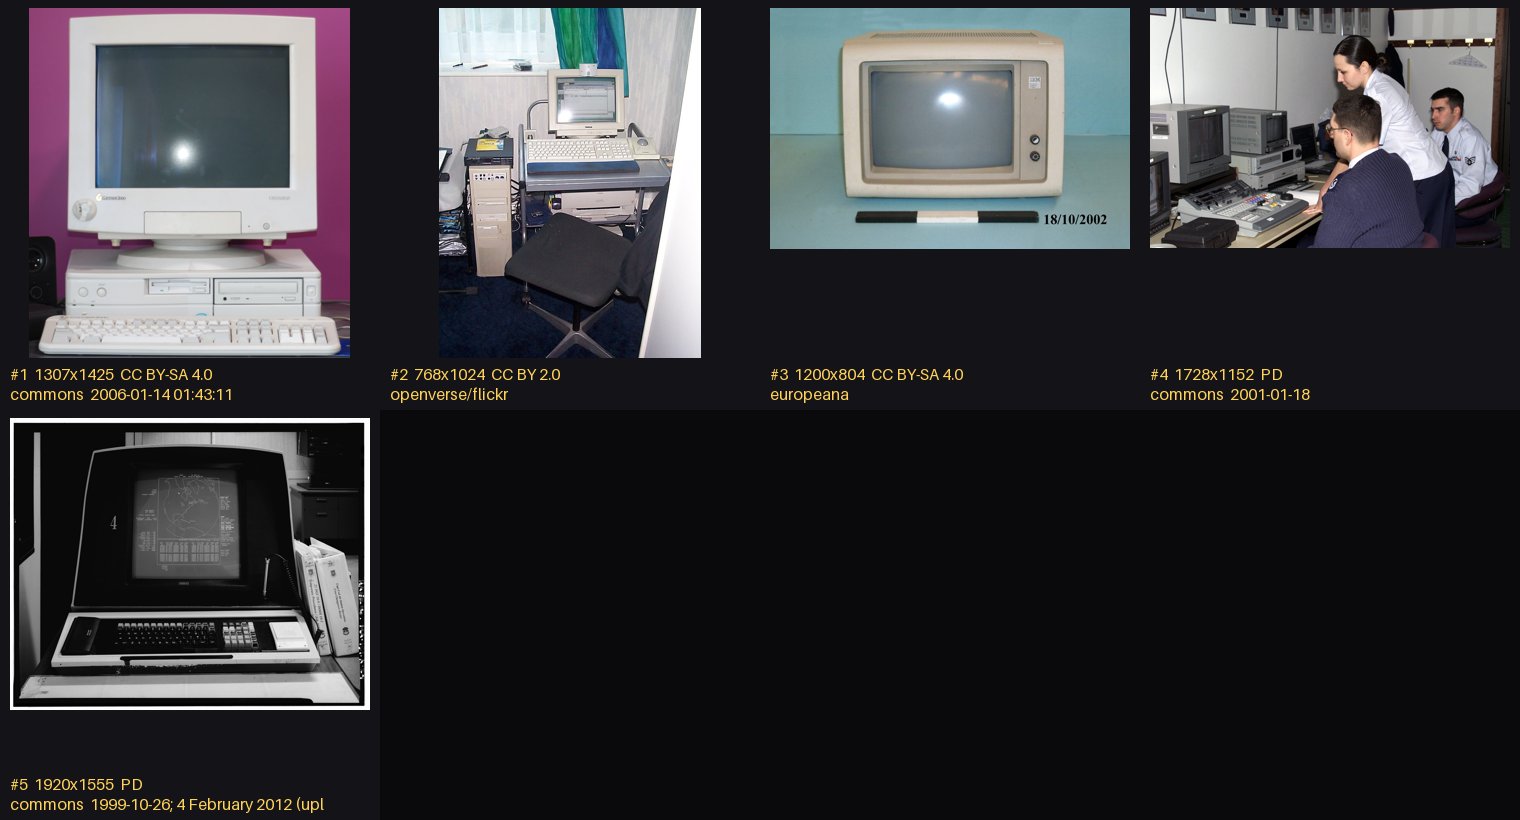 #1 1307x1425 CC BY-SA 4.0
commons 2006-01-14 01:43:11
#2 768x1024 CC BY 2.0
openverse/flickr
18/10/2002
#3 1200x804 CC BY-SA 4.0
europeana
#4 1728x1152 PD
commons 2001-01-18
4
#5 1920x1555 PD
commons 1999-10-26; 4 February 2012 (upl